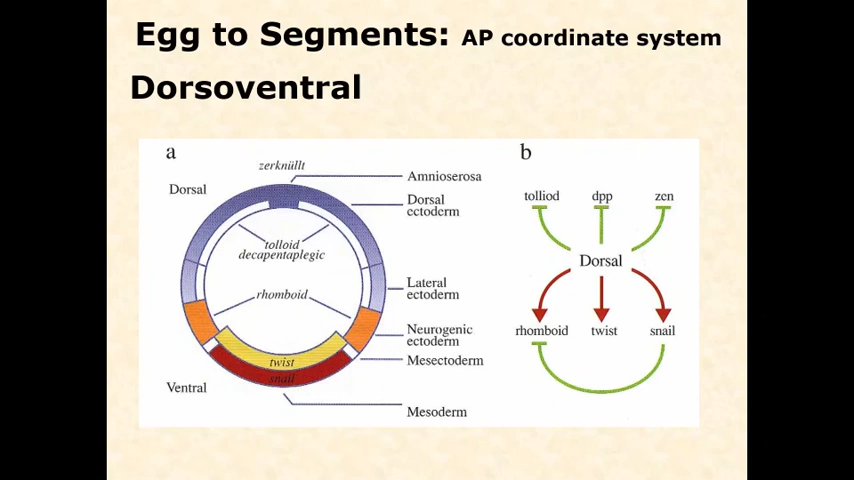 Egg to Segments: AP coordinate system
Dorsoventral
a
zerknüllt
Dorsal
Amnioserosa
Dorsal
ectoderm
tolloid
decapentaplegic
Lateral
ectoderm
rhomboid
Neurogenic
ectoderm
twist
Mesectoderm
snail
Ventral
Mesoderm
b
tolliod dpp zen
Dorsal
rhomboid twist snail